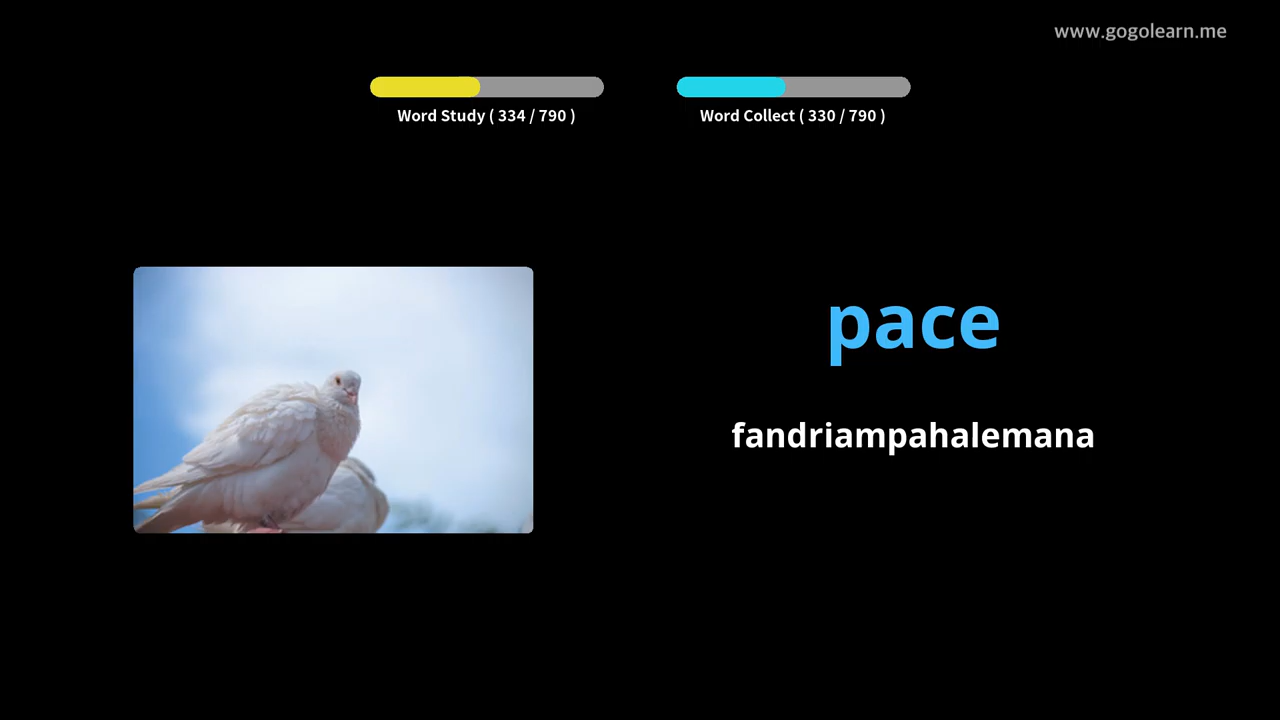 www.gogolearn.me
Word Study ( 334 / 790 )
Word Collect ( 330 / 790 )
pace
fandriampahalemana